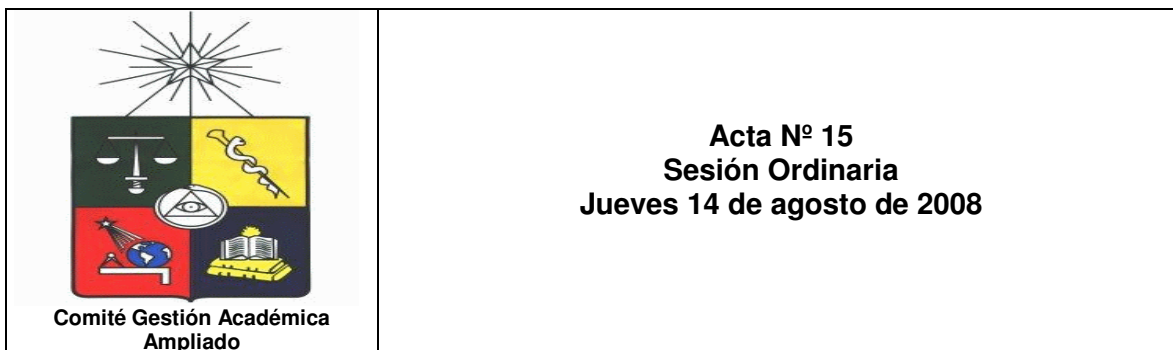 Comité Gestión Académica
Ampliado
Acta Nº 15
Sesión Ordinaria
Jueves 14 de agosto de 2008